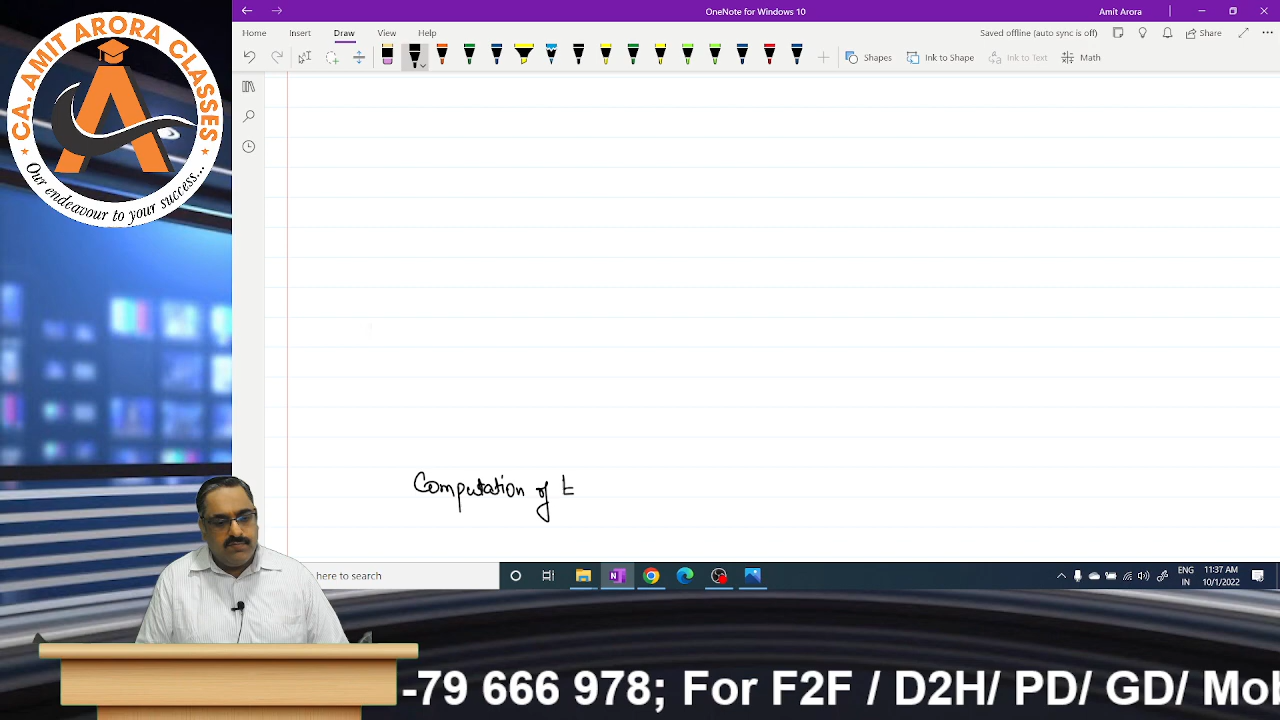 CA. AMIT ARORA CLASSES
Our endeavour to your success...
OneNote for Windows 10
Amit Arora
Home Insert Draw View Help
Saved offline (auto sync is off)
Share
Shapes
Ink to Shape
Ink to Text
Math
Computation of
here to search
ENG
IN
11:37 AM
10/1/2022
-79 666 978; For F2F / D2H/ PD/ GD/ Mob